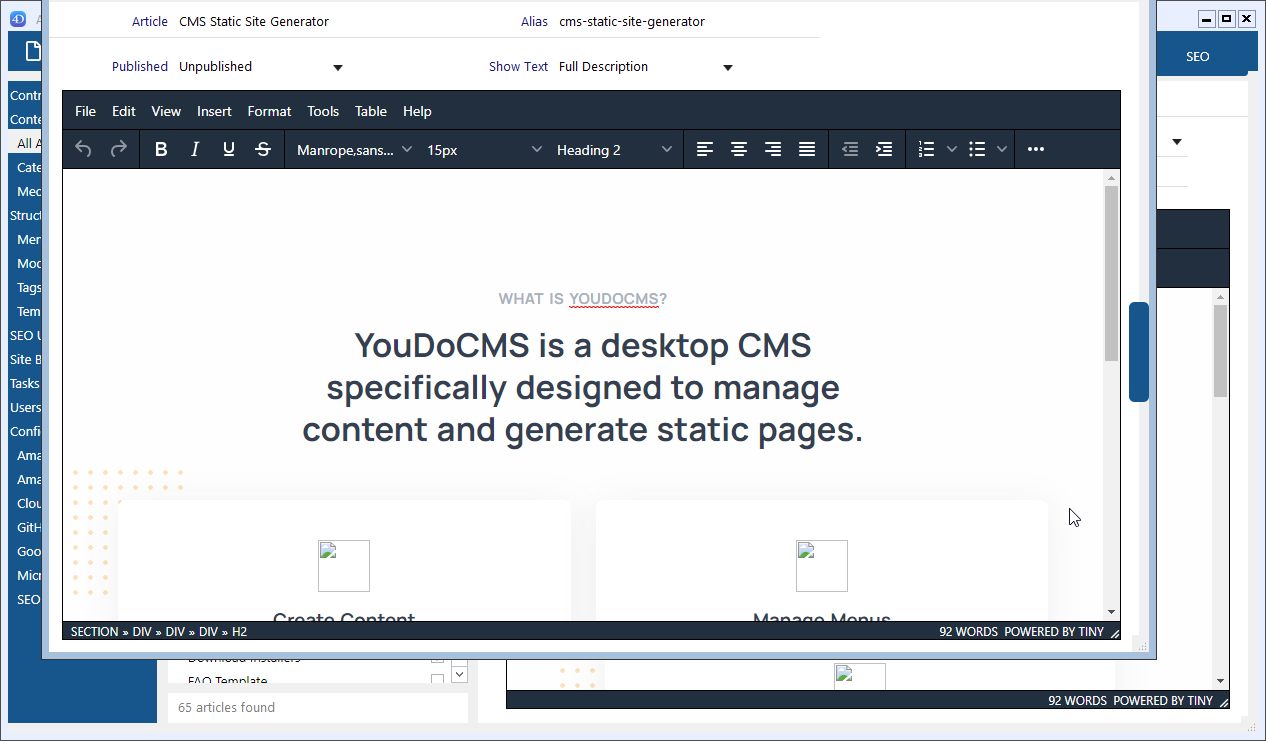 Article CMS Static Site Generator Alias cms-static-site-generator
SEO
Published Unpublished Show Text Full Description
File Edit View Insert Format Tools Table Help
B I U S Manrope,sans... 15px Heading 2
Contr
Conte
All A
Cate
Med
Struct
Men
Mod
Tags
Tem
SEO U
Site B
Tasks
Users
Confi
Ama
Ama
Clou
GitH
Goo
Micr
SEO
WHAT IS YOUDOCMS?
YouDoCMS is a desktop CMS
specifically designed to manage
content and generate static pages.
Create Content Manage Menus
SECTION » DIV » DIV » DIV » H2 92 WORDS POWERED BY TINY
Download Installers
FAQ Template
65 articles found
92 WORDS POWERED BY TINY